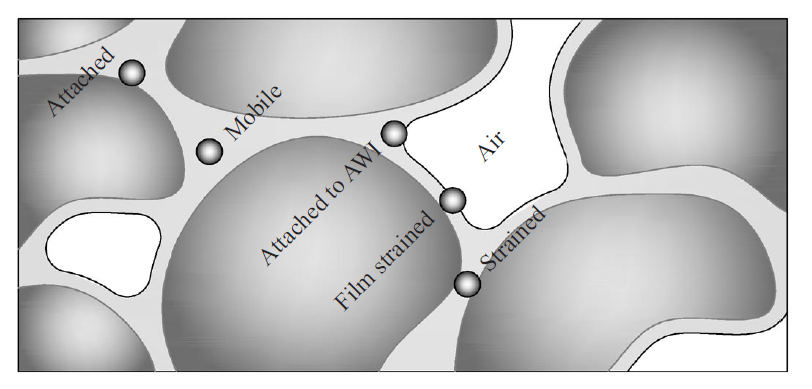 Attached
Mobile
Attached to AWI
Air
Film strained
Strained